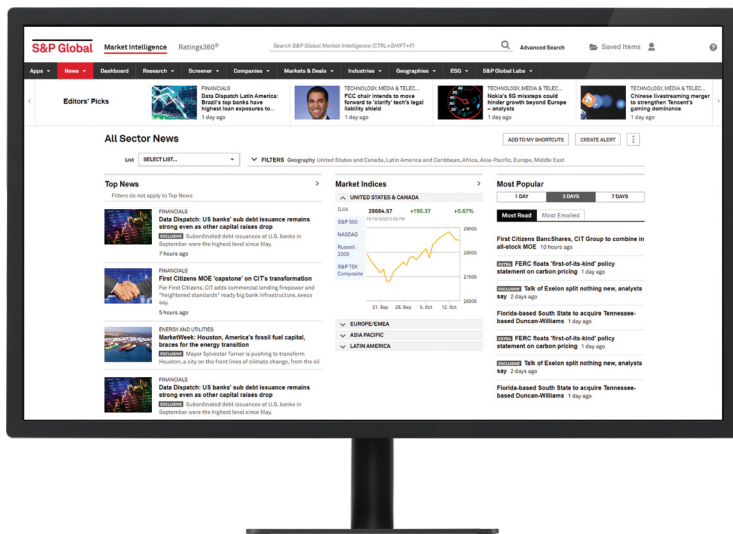 S&P Global
Market Intelligence
Ratings360®
Search S&P Global Market Intelligence (CTRL+SHIFT+F)
Advanced Search
Saved Items
Apps
News
Dashboard
Research
Screener
Companies
Markets & Deals
Industries
Geographies
ESG
S&P Global Labs
Editors' Picks
FINANCIALS
Data Dispatch Latin America:
Brazil's top banks have
highest loan exposures to...
1 day ago
TECHNOLOGY, MEDIA & TELEC...
FCC chair intends to move
forward to 'clarify' tech's legal
liability shield
1 day ago
TECHNOLOGY, MEDIA & TELEC...
Nokia's 5G missteps could
hinder growth beyond Europe
– analysts
1 day ago
TECHNOLOGY, MEDIA & TELEC...
Chinese livestreaming merger
to strengthen Tencent's
gaming dominance
1 day ago
All Sector News
ADD TO MY SHORTCUTS
CREATE ALERT
List
SELECT LIST...
FILTERS Geography United States and Canada, Latin America and Caribbean, Africa, Asia-Pacific, Europe, Middle East
Top News
Filters do not apply to Top News
FINANCIALS
Data Dispatch: US banks' sub debt issuance remains
strong even as other capital raises drop
EXCLUSIVE Subordinated debt issuances at U.S. banks in
September were the highest level since May.
7 hours ago
FINANCIALS
First Citizens MOE 'capstone' on CIT's transformation
For First Citizens, CIT adds commercial lending firepower and
"heightened standards" ready big bank infrastructure, execs
say.
5 hours ago
ENERGY AND UTILITIES
MarketWeek: Houston, America's fossil fuel capital,
braces for the energy transition
EXCLUSIVE Mayor Sylvester Turner is pushing to transform
Houston, a city on the front lines of climate change, from the oil
FINANCIALS
Data Dispatch: US banks' sub debt issuance remains
strong even as other capital raises drop
EXCLUSIVE Subordinated debt issuances at U.S. banks in
September were the highest level since May.
Market Indices
UNITED STATES & CANADA
DJIA
S&P 500
NASDAQ
Russell
2000
S&P TSX
Composite
28684.57
+190.37
+0.67%
29000
28000
27000
26000
21. Sep
28. Sep
5. Oct
12. Oct
EUROPE/EMEA
ASIA PACIFIC
LATIN AMERICA
Most Popular
1 DAY
3 DAYS
7 DAYS
Most Read
Most Emailed
First Citizens BancShares, CIT Group to combine in
all-stock MOE 10 hours ago
EXTRA FERC floats 'first-of-its-kind' policy
statement on carbon pricing 1 day ago
EXCLUSIVE Talk of Exelon split nothing new, analysts
say 2 days ago
Florida-based South State to acquire Tennessee-
based Duncan-Williams 1 day ago
EXTRA FERC floats 'first-of-its-kind' policy
statement on carbon pricing 1 day ago
EXCLUSIVE Talk of Exelon split nothing new, analysts
say 2 days ago
Florida-based South State to acquire Tennessee-
based Duncan-Williams 1 day ago